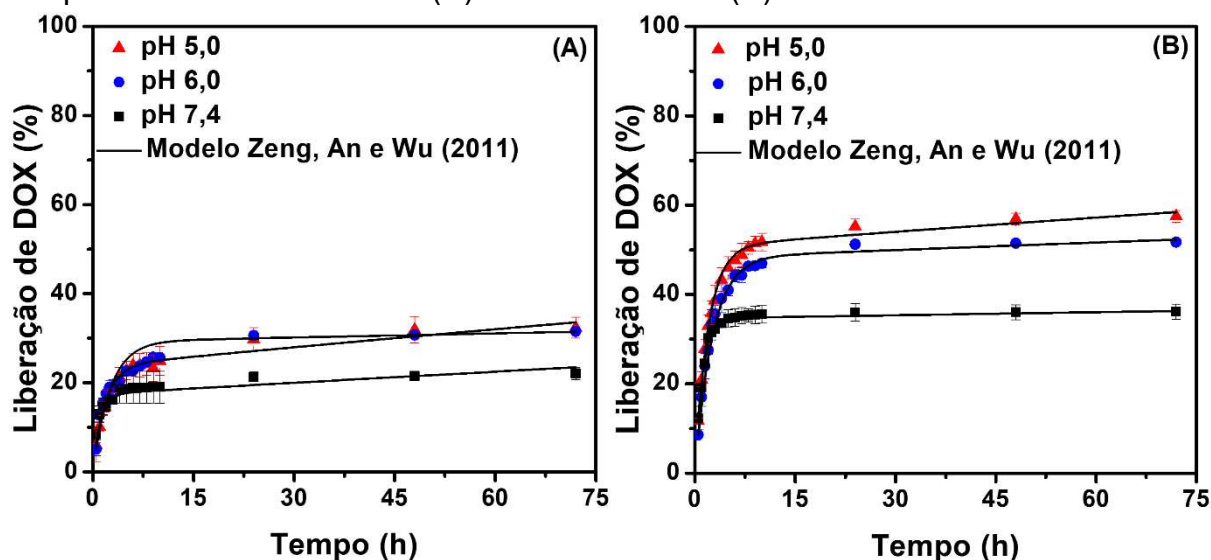 (A)
pH 5,0
pH 6,0
pH 7,4
Modelo Zeng, An e Wu (2011)
Liberação de DOX (%)
100
80
60
40
20
0
0 15 30 45 60 75
Tempo (h)
(B)
pH 5,0
pH 6,0
pH 7,4
Modelo Zeng, An e Wu (2011)
Liberação de DOX (%)
100
80
60
40
20
0
0 15 30 45 60 75
Tempo (h)